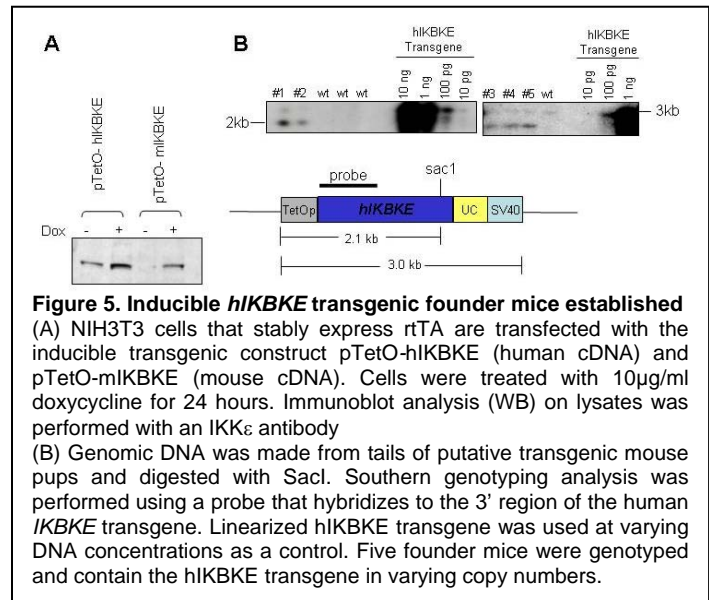 A
B
pTetO- hIKBKE
pTetO- mIKBKE
Dox - + - +
hIKBKE
Transgene
#1 #2 wt wt wt 10 ng 1 ng 100 pg 10 pg
2kb
hIKBKE
Transgene
#3 #4 #5 wt 10 pg 100 pg 1 ng
3kb
probe
sac1
TetOp hIKBKE UC SV40
2.1 kb
3.0 kb
Figure 5. Inducible hIKBKE transgenic founder mice established
(A) NIH3T3 cells that stably express rtTA are transfected with the
inducible transgenic construct pTetO-hIKBKE (human cDNA) and
pTetO-mIKBKE (mouse cDNA). Cells were treated with 10µg/ml
doxycycline for 24 hours. Immunoblot analysis (WB) on lysates was
performed with an IKKε antibody
(B) Genomic DNA was made from tails of putative transgenic mouse
pups and digested with SacI. Southern genotyping analysis was
performed using a probe that hybridizes to the 3’ region of the human
IKBKE transgene. Linearized hIKBKE transgene was used at varying
DNA concentrations as a control. Five founder mice were genotyped
and contain the hIKBKE transgene in varying copy numbers.